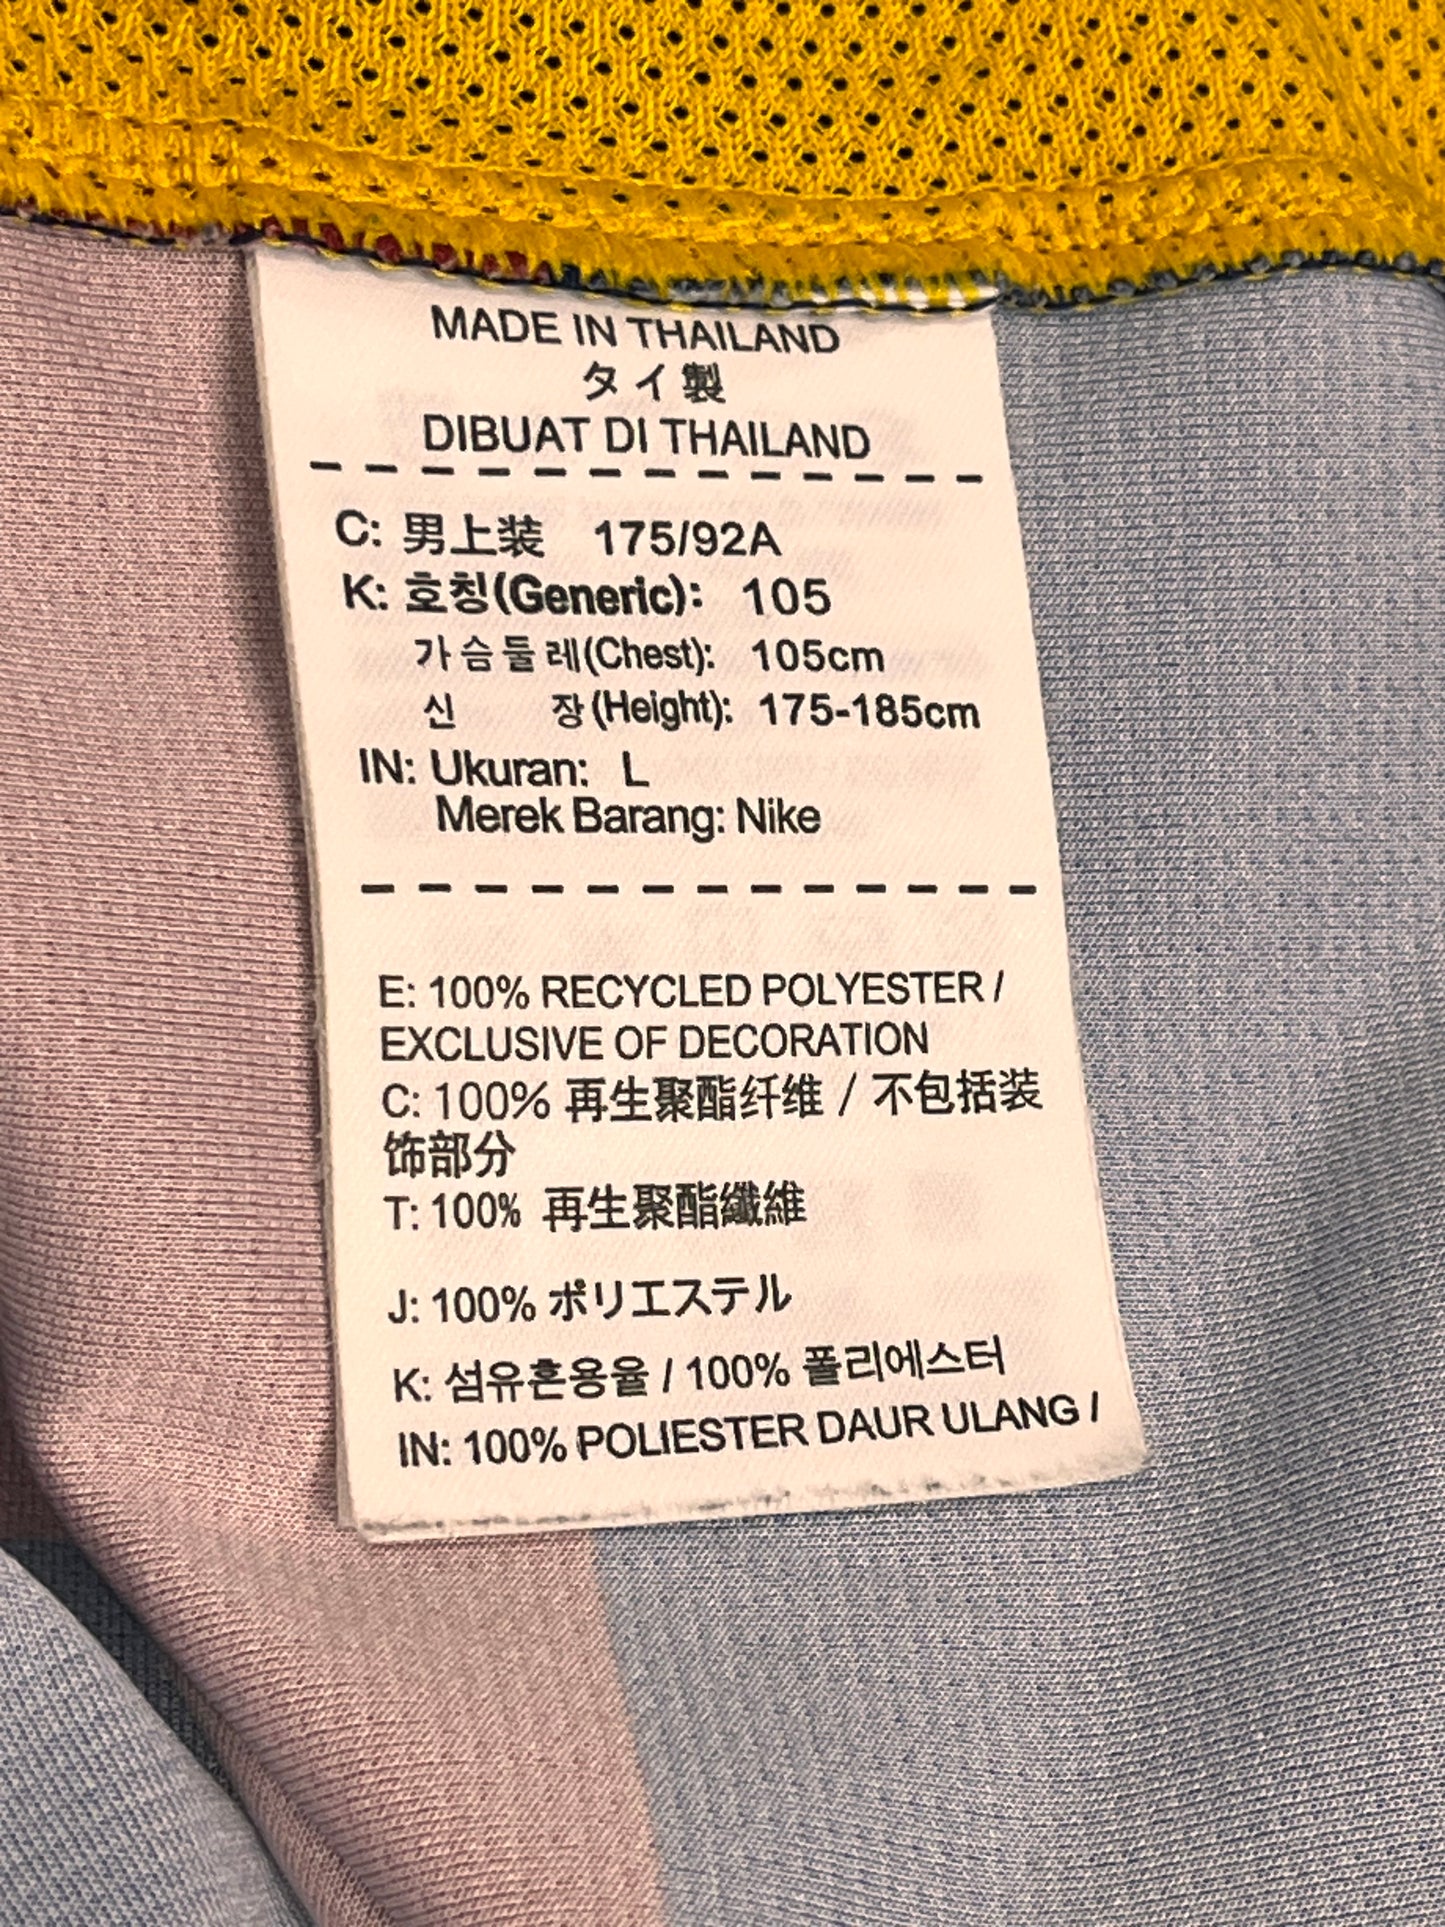 MADE IN THAILAND
タイ製
DIBUAT DI THAILAND
C: 男上装 175/92A
K: 호칭(Generic): 105
가슴둘레(Chest): 105cm
신 장(Height): 175-185cm
IN: Ukuran: L
Merek Barang: Nike
E: 100% RECYCLED POLYESTER /
EXCLUSIVE OF DECORATION
C: 100% 再生聚酯纤维 / 不包括装
饰部分
T: 100% 再生聚酯纖維
J: 100% ポリエステル
K: 섬유혼용율 / 100% 폴리에스터
IN: 100% POLIESTER DAUR ULANG /